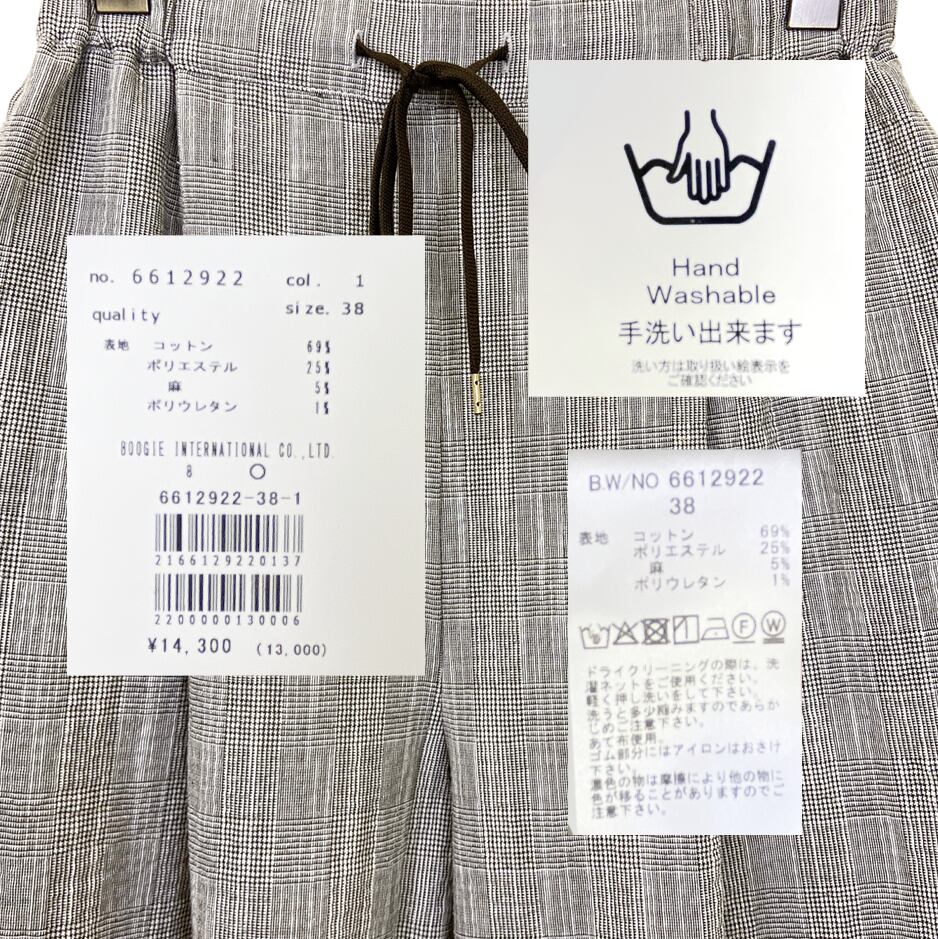 no. 6612922 col. 1
quality size. 38
表地 コットン 69%
ポリエステル 25%
麻 5%
ポリウレタン 1%
BOOGIE INTERNATIONAL CO.,LTD.
8 ○
6612922-38-1
2166129220137
2200000130006
¥14,300 (13,000)
Hand
Washable
手洗い出来ます
洗い方は取り扱い絵表示を
ご確認ください
B.W/NO 6612922
38
表地 コットン 69%
ポリエステル 25%
麻 5%
ポリウレタン 1%
ドライクリーニングの際は、洗
濯ネットをご使用ください。
軽く押し洗いをして下さい。
洗うと多少縮みますのであらか
じめご注意下さい。
あて布使用。
ゴム部分にはアイロンはおさけ
下さい。
濃色の物は摩擦により他の物に
色が移ることがありますのでご
注意下さい。